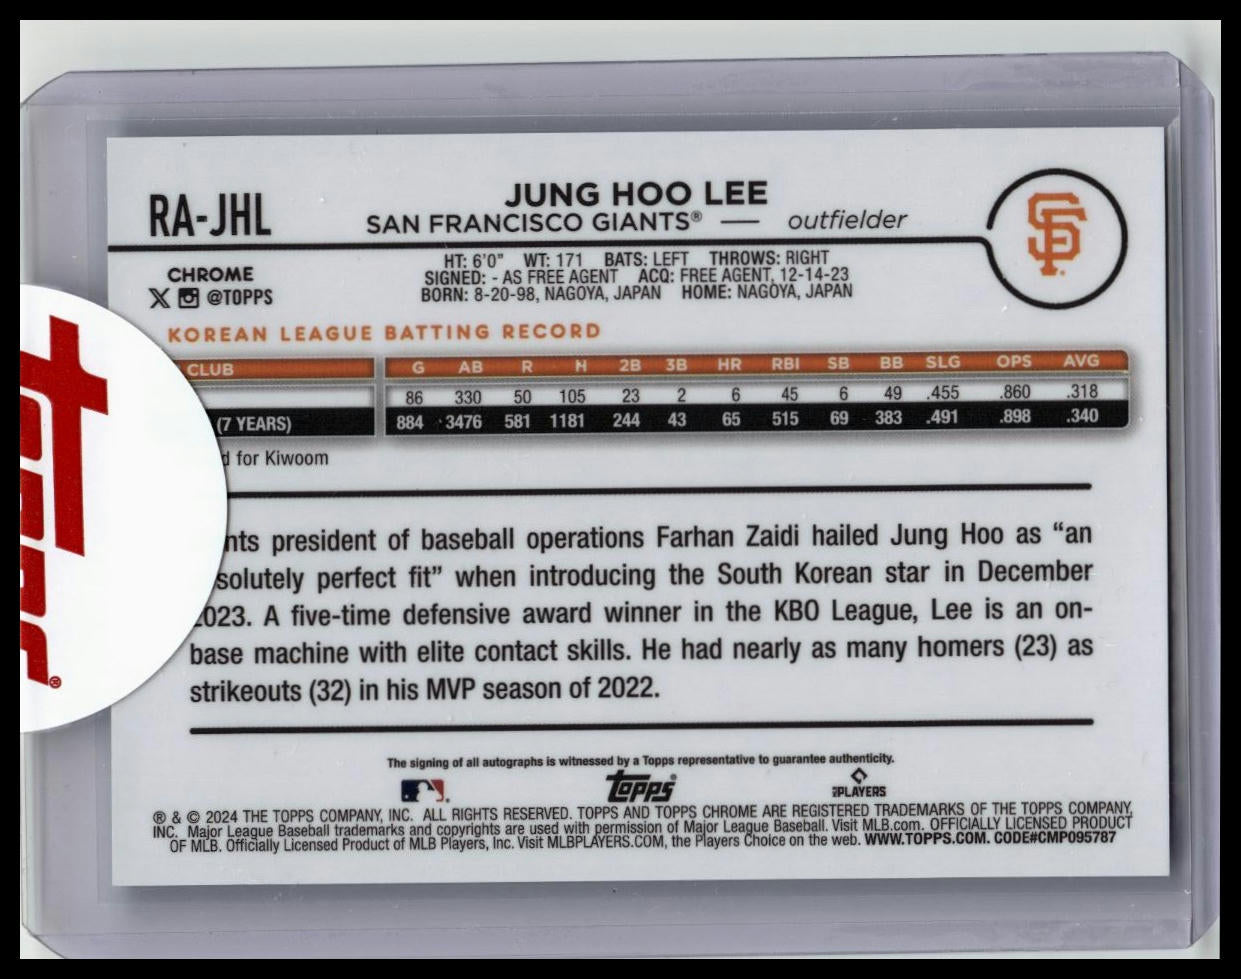 RA-JHL
JUNG HOO LEE
SAN FRANCISCO GIANTS® — outfielder
SF
CHROME
X @TOPPS
HT: 6'0" WT: 171 BATS: LEFT THROWS: RIGHT
SIGNED: - AS FREE AGENT ACQ: FREE AGENT, 12-14-23
BORN: 8-20-98, NAGOYA, JAPAN HOME: NAGOYA, JAPAN
KOREAN LEAGUE BATTING RECORD
CLUB G AB R H 2B 3B HR RBI SB BB SLG OPS AVG
86 330 50 105 23 2 6 45 6 49 .455 .860 .318
(7 YEARS) 884 3476 581 1181 244 43 65 515 69 383 .491 .898 .340
d for Kiwoom
nts president of baseball operations Farhan Zaidi hailed Jung Hoo as “an
solutely perfect fit” when introducing the South Korean star in December
2023. A five-time defensive award winner in the KBO League, Lee is an on-
base machine with elite contact skills. He had nearly as many homers (23) as
strikeouts (32) in his MVP season of 2022.
The signing of all autographs is witnessed by a Topps representative to guarantee authenticity.
topps® PLAYERS
® & © 2024 THE TOPPS COMPANY, INC. ALL RIGHTS RESERVED. TOPPS AND TOPPS CHROME ARE REGISTERED TRADEMARKS OF THE TOPPS COMPANY,
INC. Major League Baseball trademarks and copyrights are used with permission of Major League Baseball. Visit MLB.com. OFFICIALLY LICENSED PRODUCT
OF MLB. Officially Licensed Product of MLB Players, Inc. Visit MLBPLAYERS.COM, the Players Choice on the web. WWW.TOPPS.COM. CODE#CMP095787